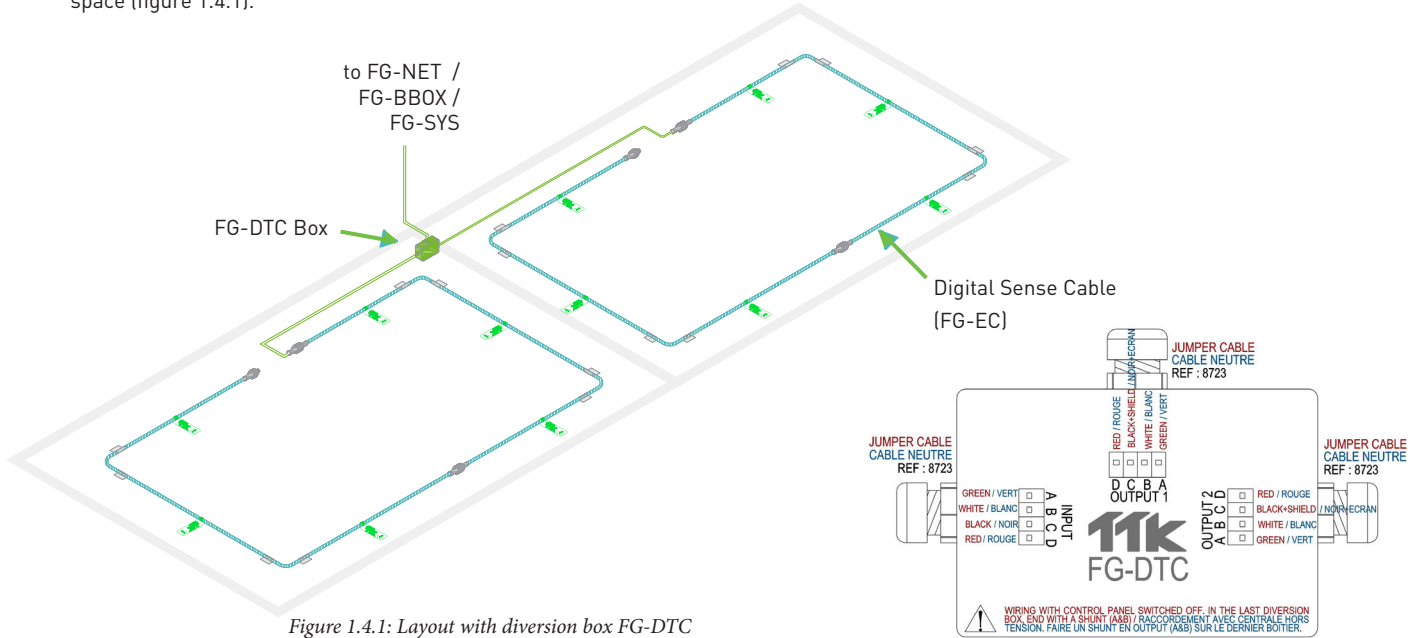 space (figure 1.4.1).
to FG-NET /
FG-BBOX /
FG-SYS
FG-DTC Box
Digital Sense Cable
(FG-EC)
JUMPER CABLE
CABLE NEUTRE
REF : 8723
RED / ROUGE
BLACK+SHIELD / NOIR+ECRAN
WHITE / BLANC
GREEN / VERT
D C B A
OUTPUT 1
JUMPER CABLE
CABLE NEUTRE
REF : 8723
GREEN / VERT
WHITE / BLANC
BLACK / NOIR
RED / ROUGE
A B C D
INPUT
JUMPER CABLE
CABLE NEUTRE
REF : 8723
OUTPUT 2
A B C D
RED / ROUGE
BLACK+SHIELD / NOIR+ECRAN
WHITE / BLANC
GREEN / VERT
TTK
FG-DTC
WIRING WITH CONTROL PANEL SWITCHED OFF. IN THE LAST DIVERSION
BOX, END WITH A SHUNT (A&B) / RACCORDEMENT AVEC CENTRALE HORS
TENSION. FAIRE UN SHUNT EN OUTPUT (A&B) SUR LE DERNIER BOITIER.
Figure 1.4.1: Layout with diversion box FG-DTC